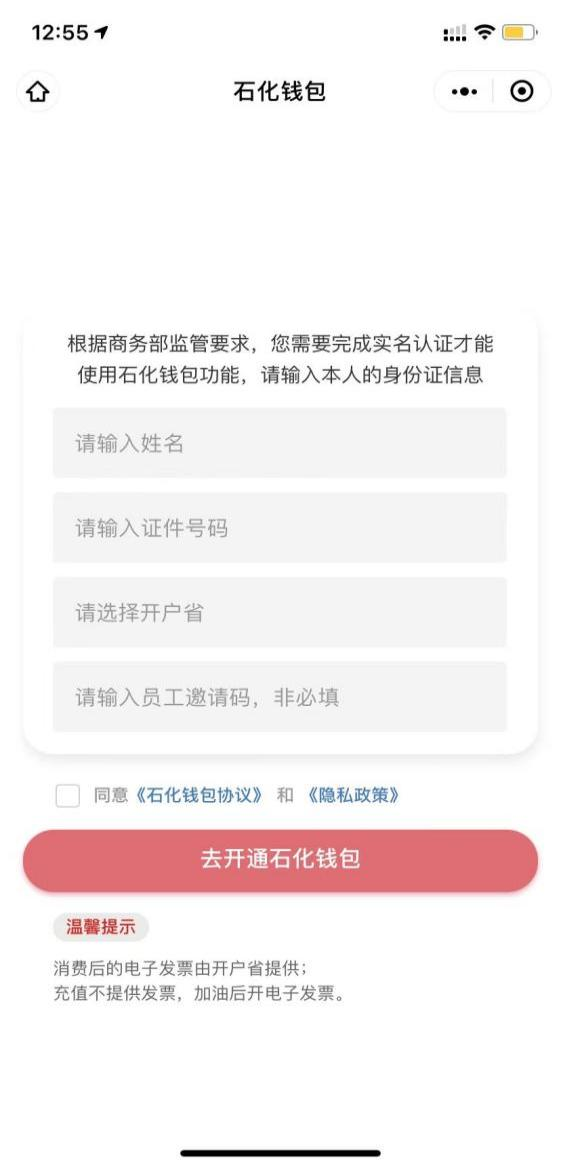 12:55
石化钱包
根据商务部监管要求，您需要完成实名认证才能
使用石化钱包功能，请输入本人的身份证信息
请输入姓名
请输入证件号码
请选择开户省
请输入员工邀请码，非必填
同意《石化钱包协议》 和 《隐私政策》
去开通石化钱包
温馨提示
消费后的电子发票由开户省提供；
充值不提供发票，加油后开电子发票。